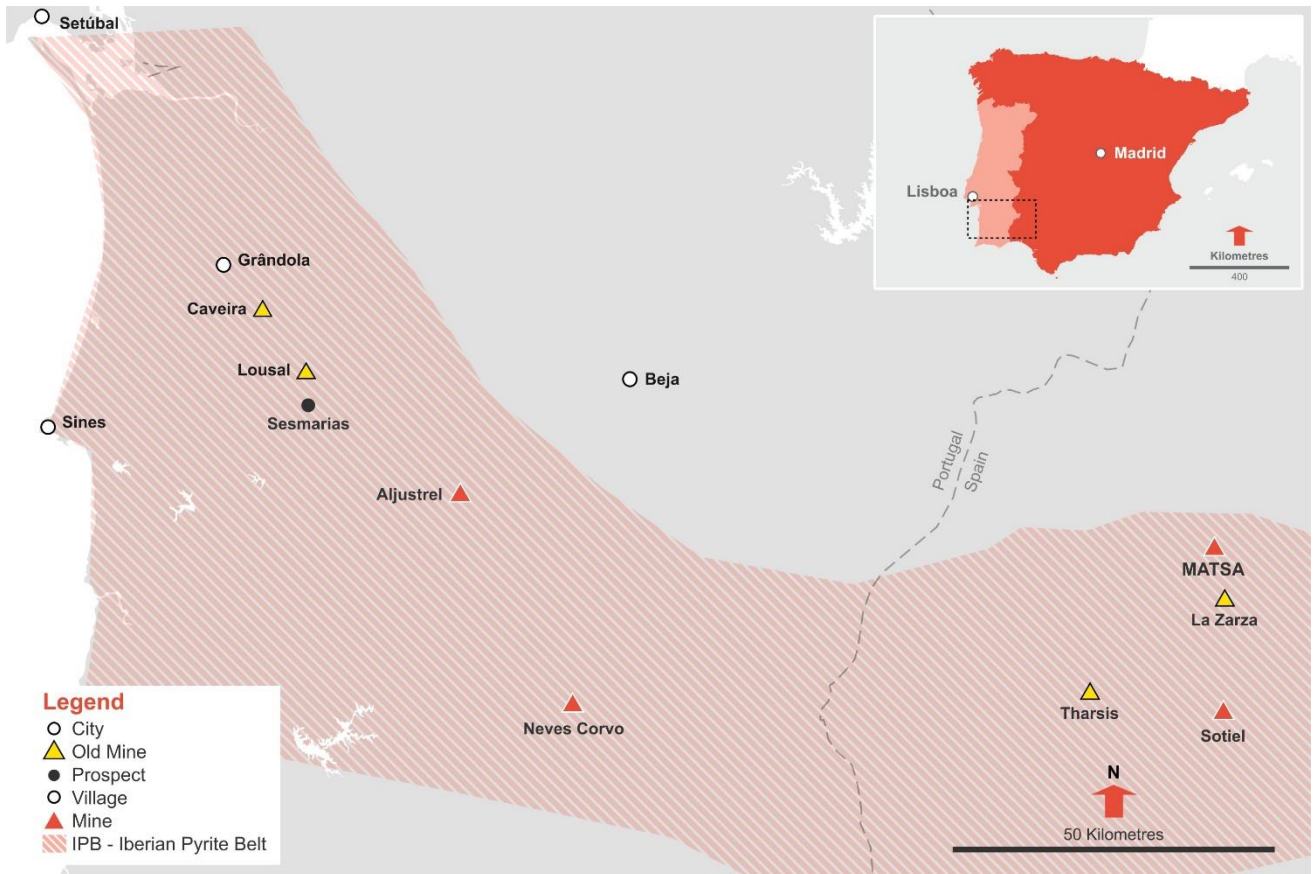 Setúbal
Madrid
Lisboa
Kilometres
400
Grândola
Caveira
Lousal
Sesmarias
Beja
Sines
Aljustrel
Portugal
Spain
MATSA
La Zarza
Tharsis
Sotiel
Neves Corvo
Legend
City
Old Mine
Prospect
Village
Mine
IPB - Iberian Pyrite Belt
N
50 Kilometres